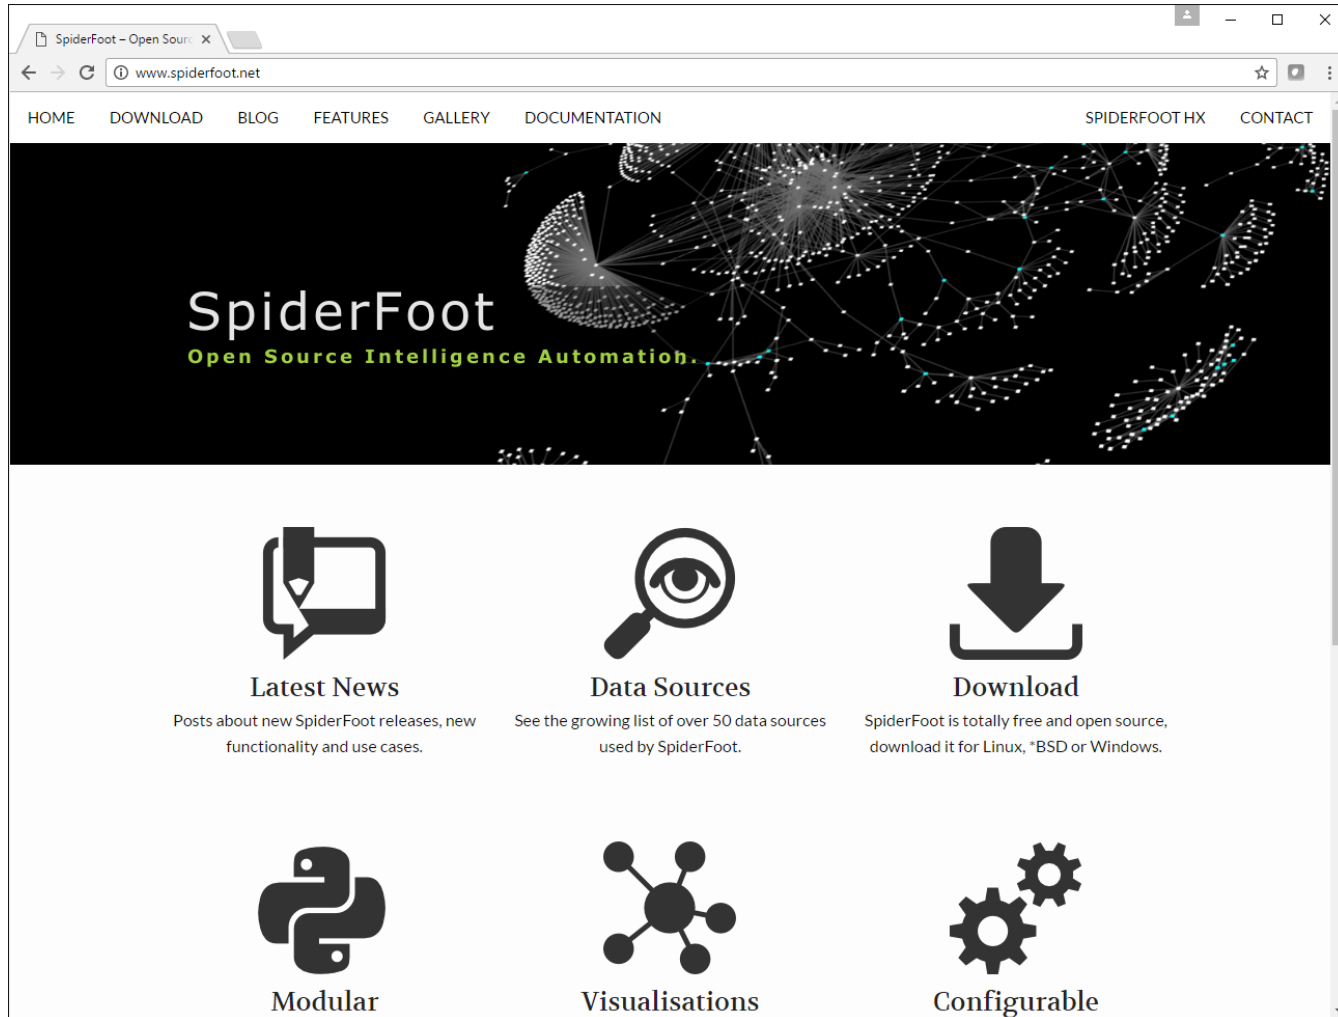 SpiderFoot – Open Sourc
www.spiderfoot.net
HOME DOWNLOAD BLOG FEATURES GALLERY DOCUMENTATION SPIDERFOOT HX CONTACT
SpiderFoot
Open Source Intelligence Automation.
Latest News
Posts about new SpiderFoot releases, new
functionality and use cases.
Data Sources
See the growing list of over 50 data sources
used by SpiderFoot.
Download
SpiderFoot is totally free and open source,
download it for Linux, *BSD or Windows.
Modular
Visualisations
Configurable